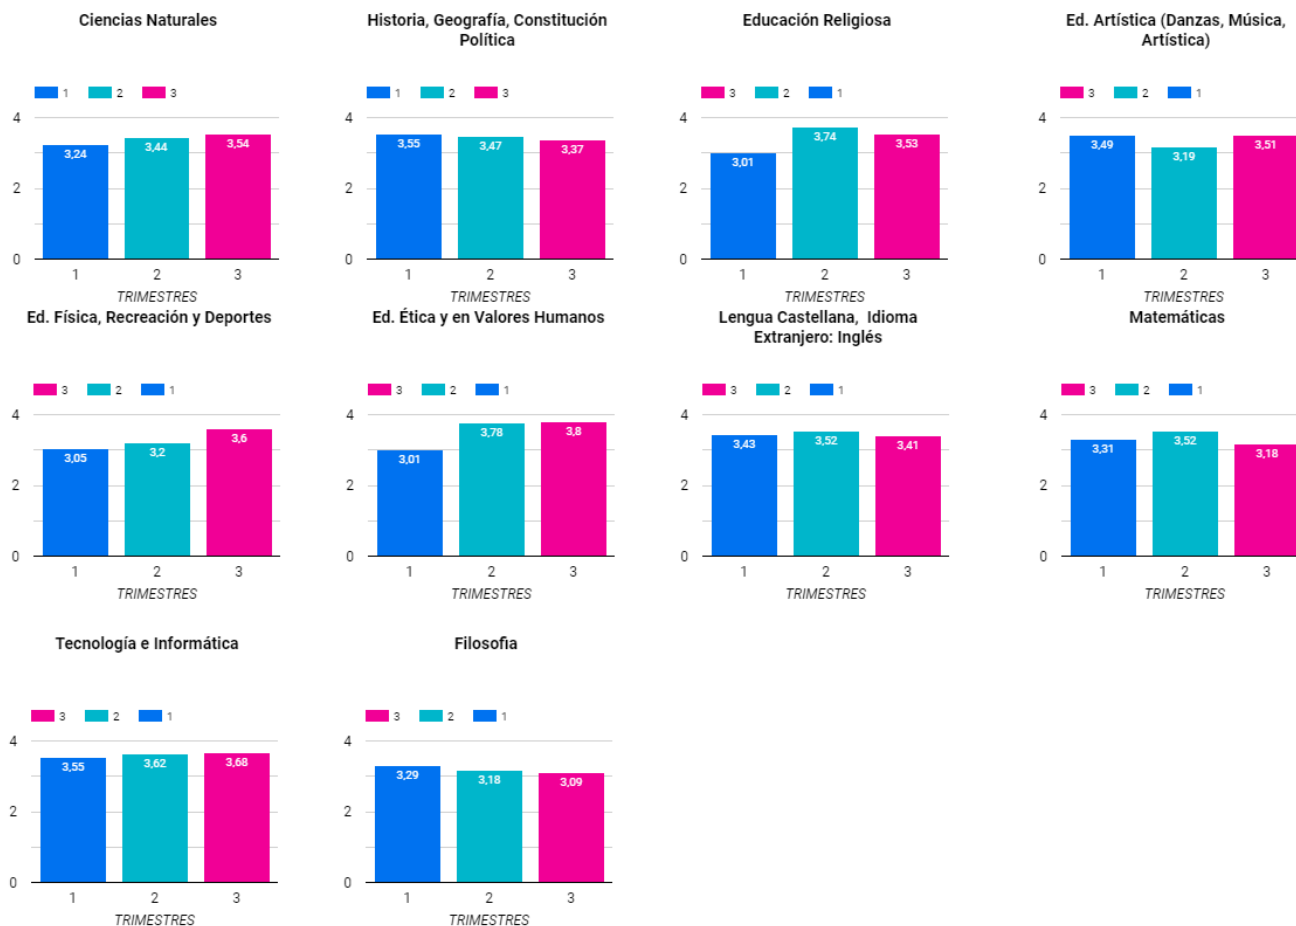 Ciencias Naturales
Historia, Geografía, Constitución
Política
Educación Religiosa
Ed. Artística (Danzas, Música,
Artística)
1 2 3
1 2 3
3 2 1
3 2 1
4
2
0
3,24 3,44 3,54
1 2 3
TRIMESTRES
4
2
0
3,55 3,47 3,37
1 2 3
TRIMESTRES
4
2
0
3,01 3,74 3,53
1 2 3
TRIMESTRES
4
2
0
3,49 3,19 3,51
1 2 3
TRIMESTRES
Ed. Física, Recreación y Deportes
Ed. Ética y en Valores Humanos
Lengua Castellana, Idioma
Extranjero: Inglés
Matemáticas
3 2 1
3 2 1
3 2 1
3 2 1
4
2
0
3,05 3,2 3,6
1 2 3
TRIMESTRES
4
2
0
3,01 3,78 3,8
1 2 3
TRIMESTRES
4
2
0
3,43 3,52 3,41
1 2 3
TRIMESTRES
4
2
0
3,31 3,52 3,18
1 2 3
TRIMESTRES
Tecnología e Informática
Filosofia
3 2 1
3 2 1
4
2
0
3,55 3,62 3,68
1 2 3
TRIMESTRES
4
2
0
3,29 3,18 3,09
1 2 3
TRIMESTRES